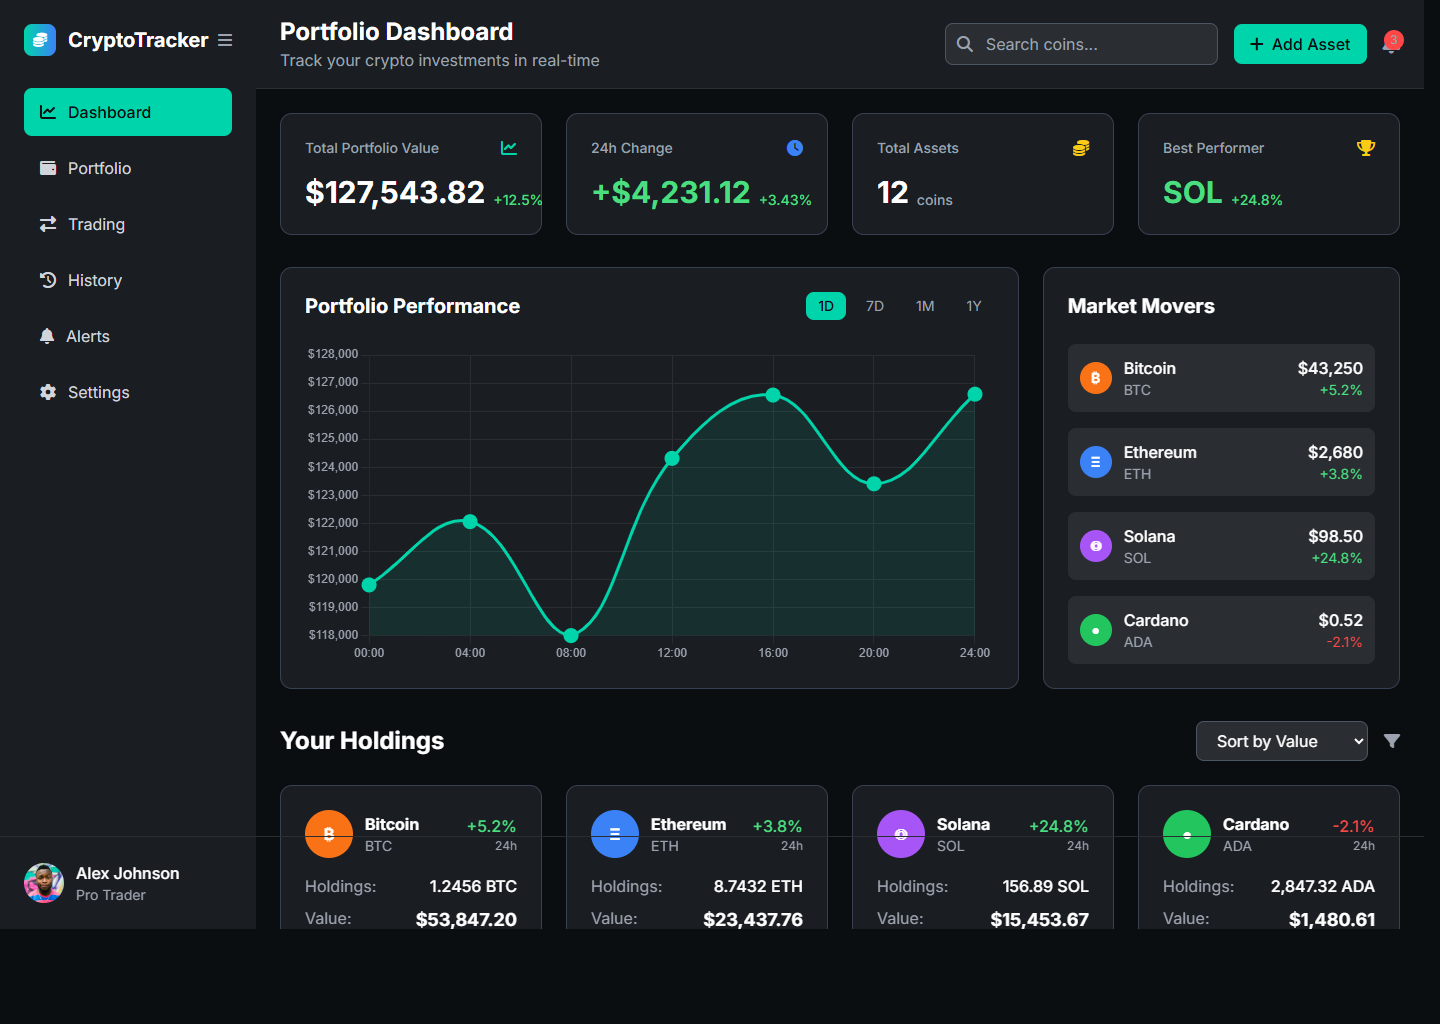 CryptoTracker
Dashboard
Portfolio
Trading
History
Alerts
Settings
Alex Johnson
Pro Trader
Portfolio Dashboard
Track your crypto investments in real-time
Search coins...
Add Asset
3
Total Portfolio Value
$127,543.82 +12.5%
24h Change
+$4,231.12 +3.43%
Total Assets
12 coins
Best Performer
SOL +24.8%
Portfolio Performance
1D 7D 1M 1Y
$128,000
$127,000
$126,000
$125,000
$124,000
$123,000
$122,000
$121,000
$120,000
$119,000
$118,000
00:00 04:00 08:00 12:00 16:00 20:00 24:00
Market Movers
Bitcoin $43,250
BTC +5.2%
Ethereum $2,680
ETH +3.8%
Solana $98.50
SOL +24.8%
Cardano $0.52
ADA -2.1%
Your Holdings
Sort by Value
Bitcoin +5.2%
BTC 24h
Holdings: 1.2456 BTC
Value: $53,847.20
Ethereum +3.8%
ETH 24h
Holdings: 8.7432 ETH
Value: $23,437.76
Solana +24.8%
SOL 24h
Holdings: 156.89 SOL
Value: $15,453.67
Cardano -2.1%
ADA 24h
Holdings: 2,847.32 ADA
Value: $1,480.61